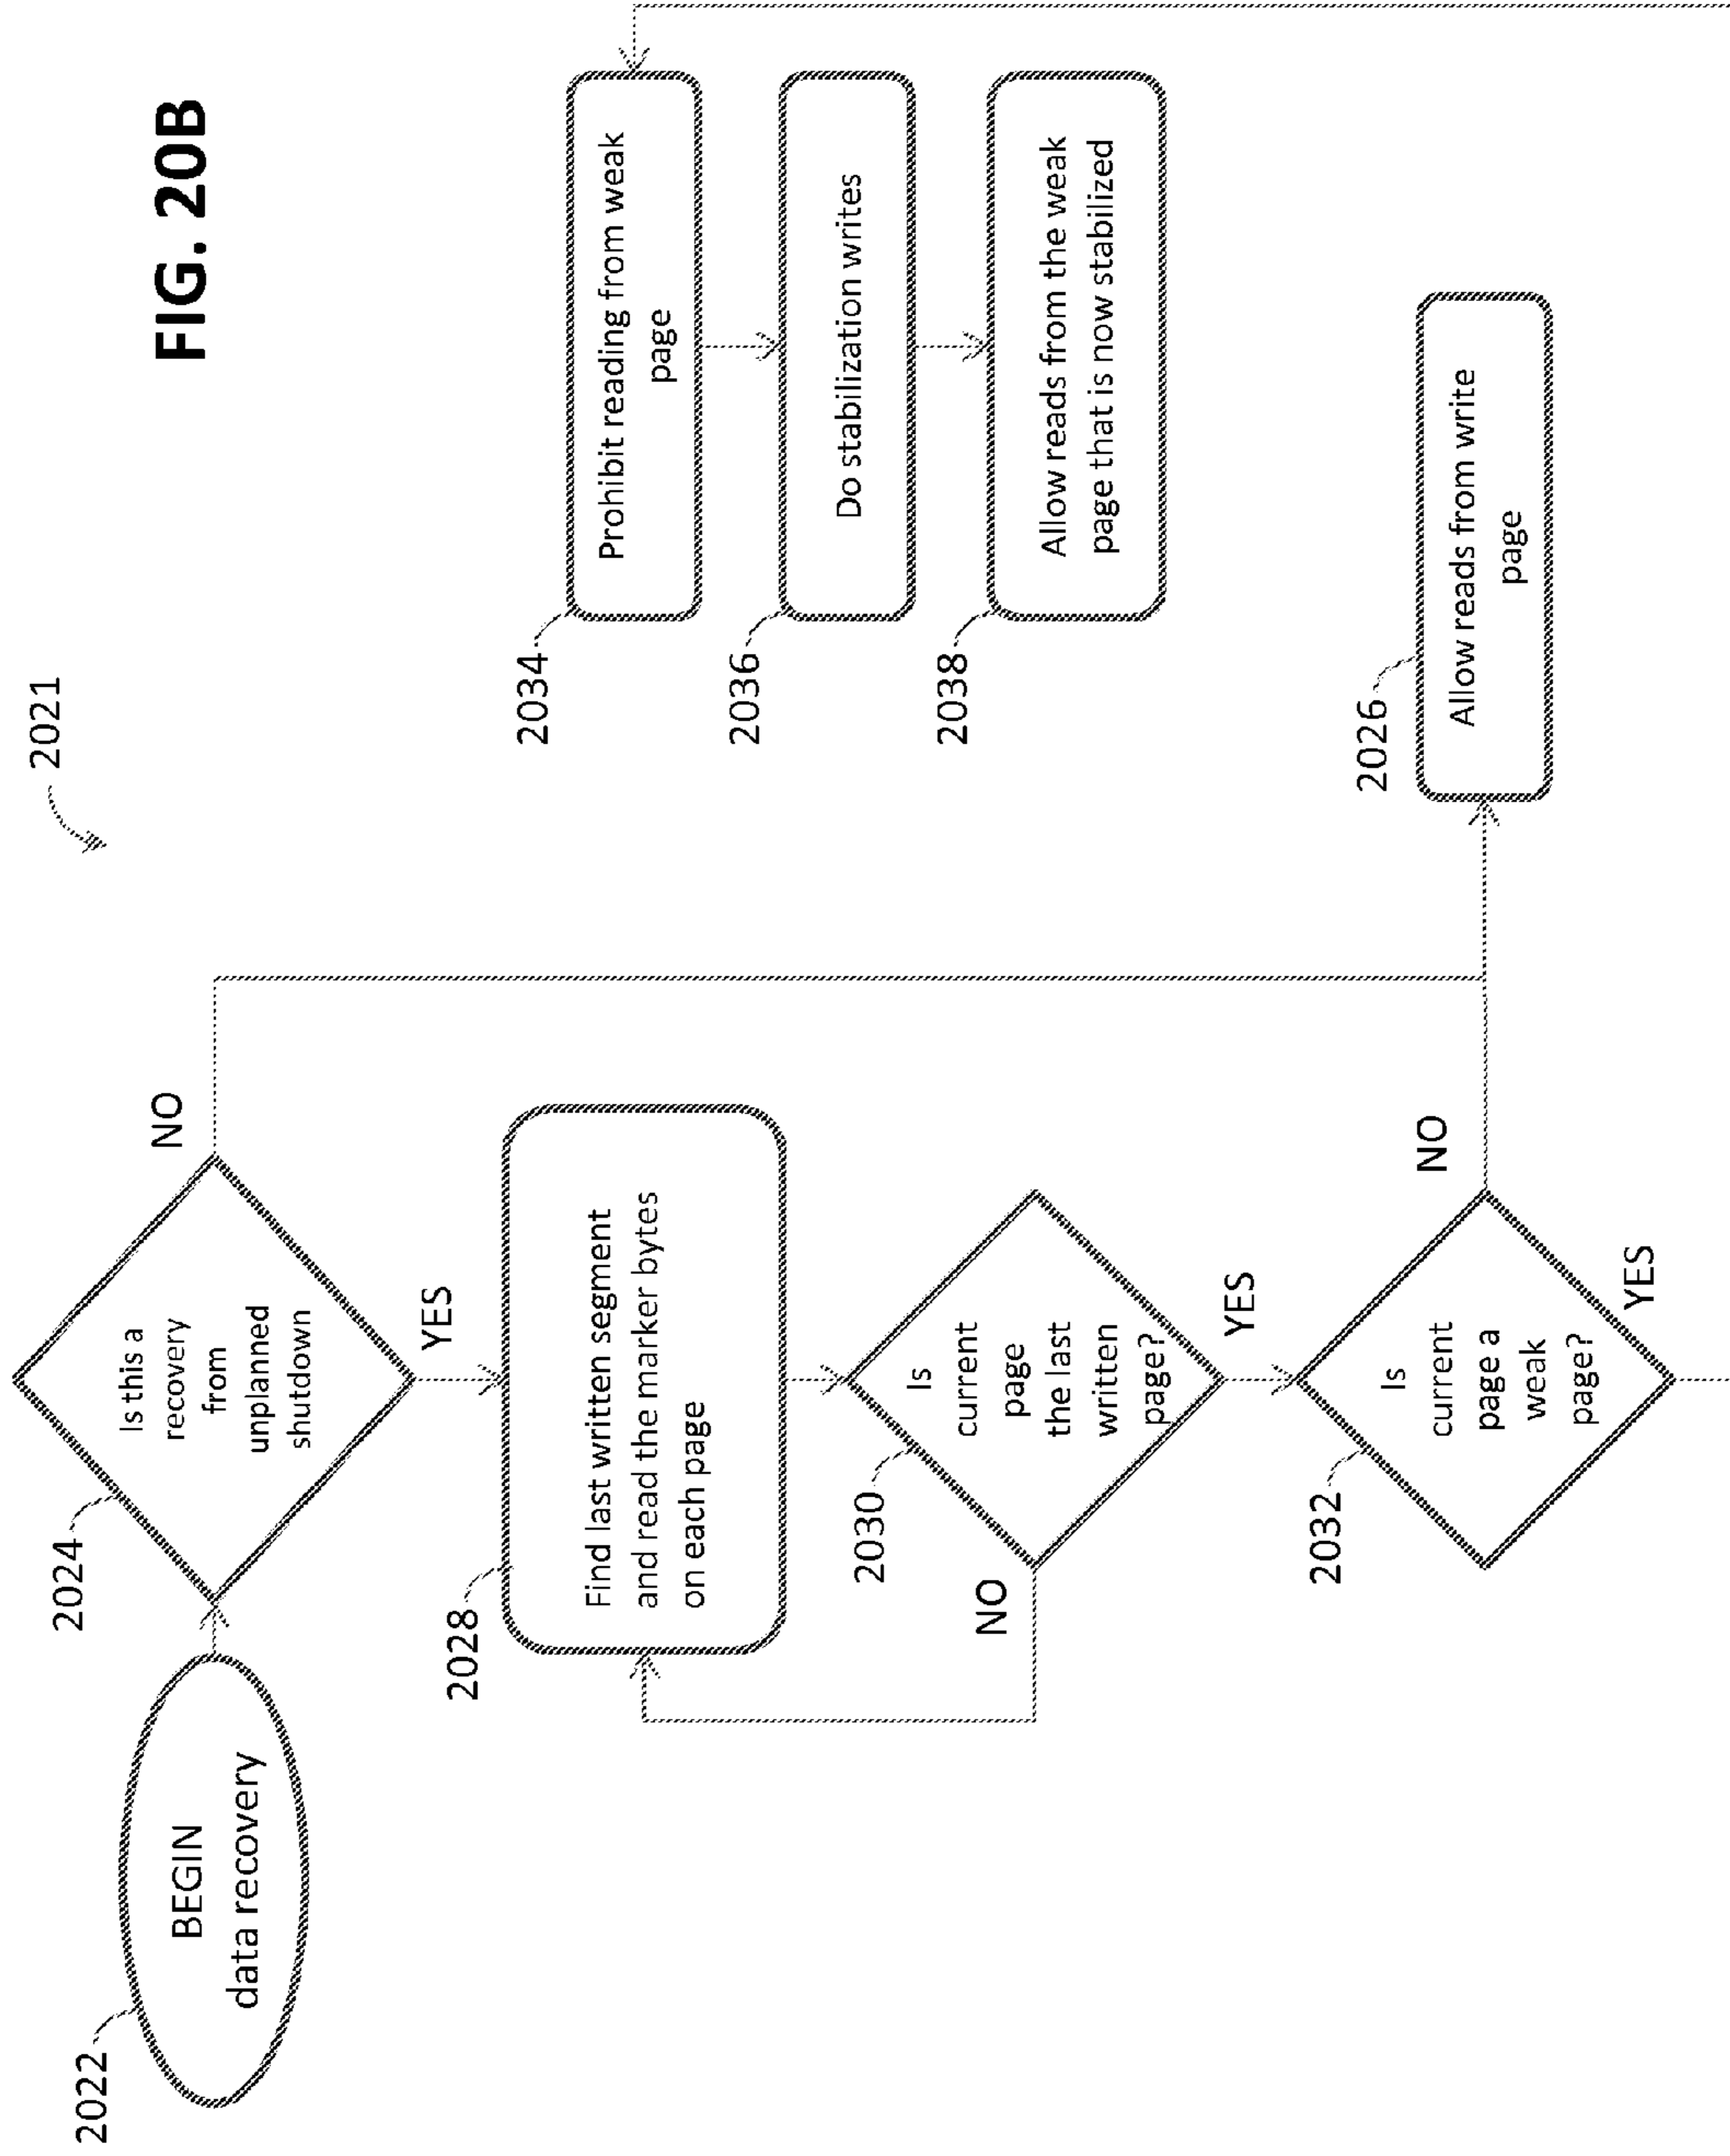 FIG. 20B
2021
2022
BEGIN
data recovery
2024
Is this a
recovery
from
unplanned
shutdown
NO
YES
2028
Find last written segment
and read the marker bytes
on each page
2030
Is
current
page
the last
written
page?
NO
YES
2032
Is
current
page a
weak
page?
NO
YES
2026
Allow reads from write
page
2034
Prohibit reading from weak
page
2036
Do stabilization writes
2038
Allow reads from the weak
page that is now stabilized